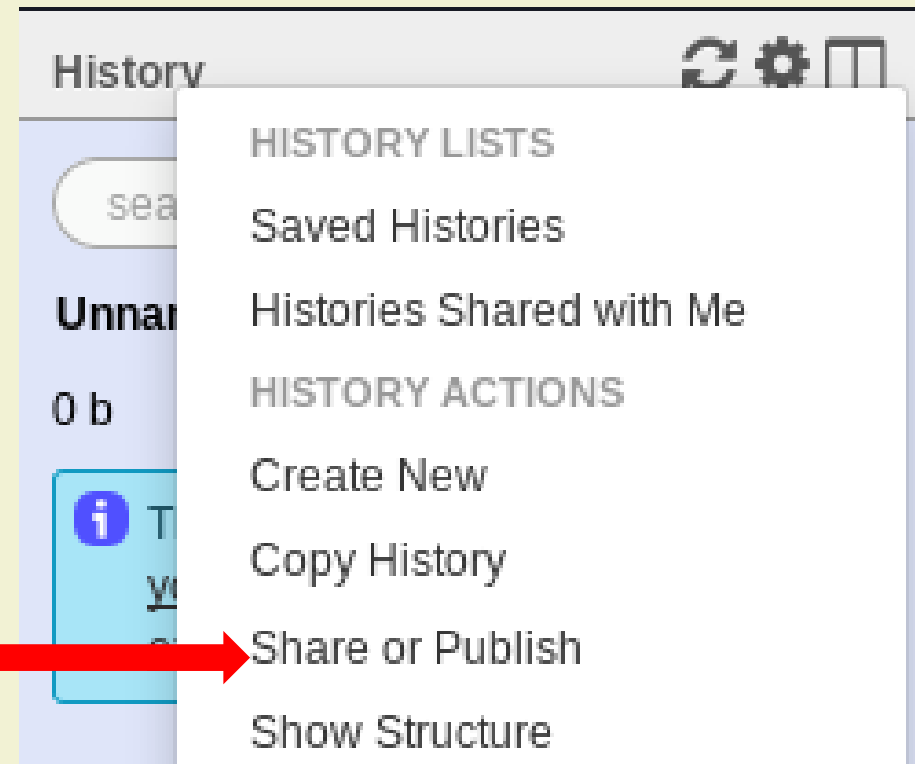 History
HISTORY LISTS
sea
Saved Histories
Unnar
Histories Shared with Me
HISTORY ACTIONS
0 b
Create New
T
Copy History
Share or Publish
Show Structure